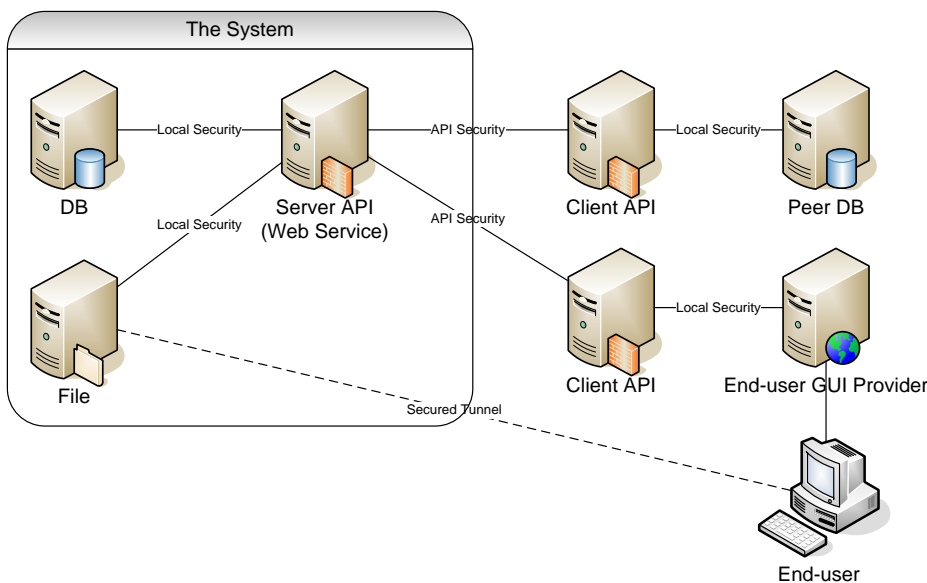 The System
Local Security
API Security
Local Security
DB
Server API
(Web Service)
Client API
Peer DB
Local Security
API Security
Local Security
File
Client API
End-user GUI Provider
Secured Tunnel
End-user